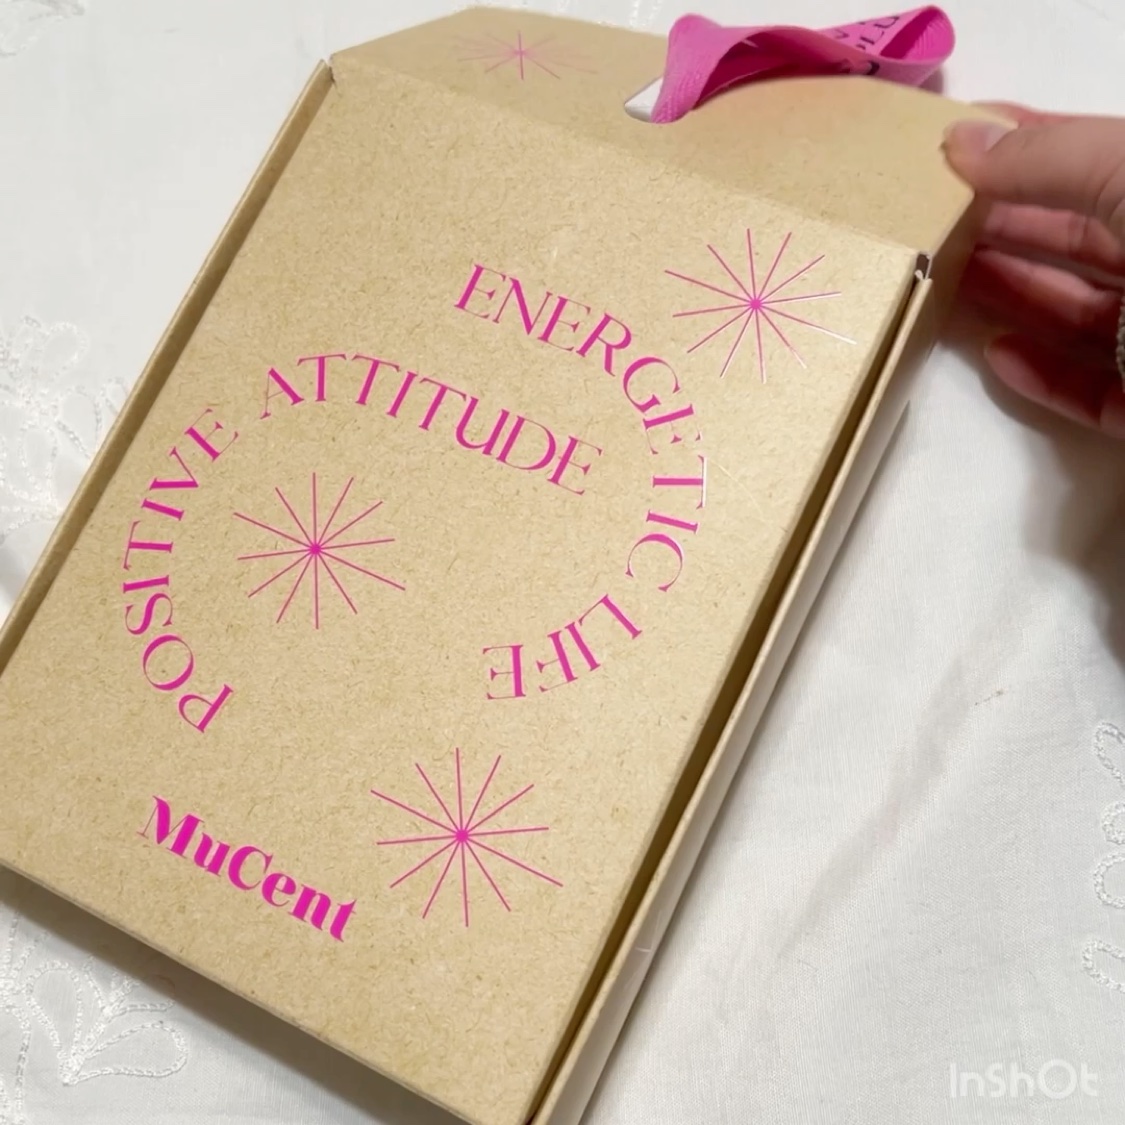 ENERGETIC LIFE
POSITIVE ATTITUDE
MuCent
InShOt